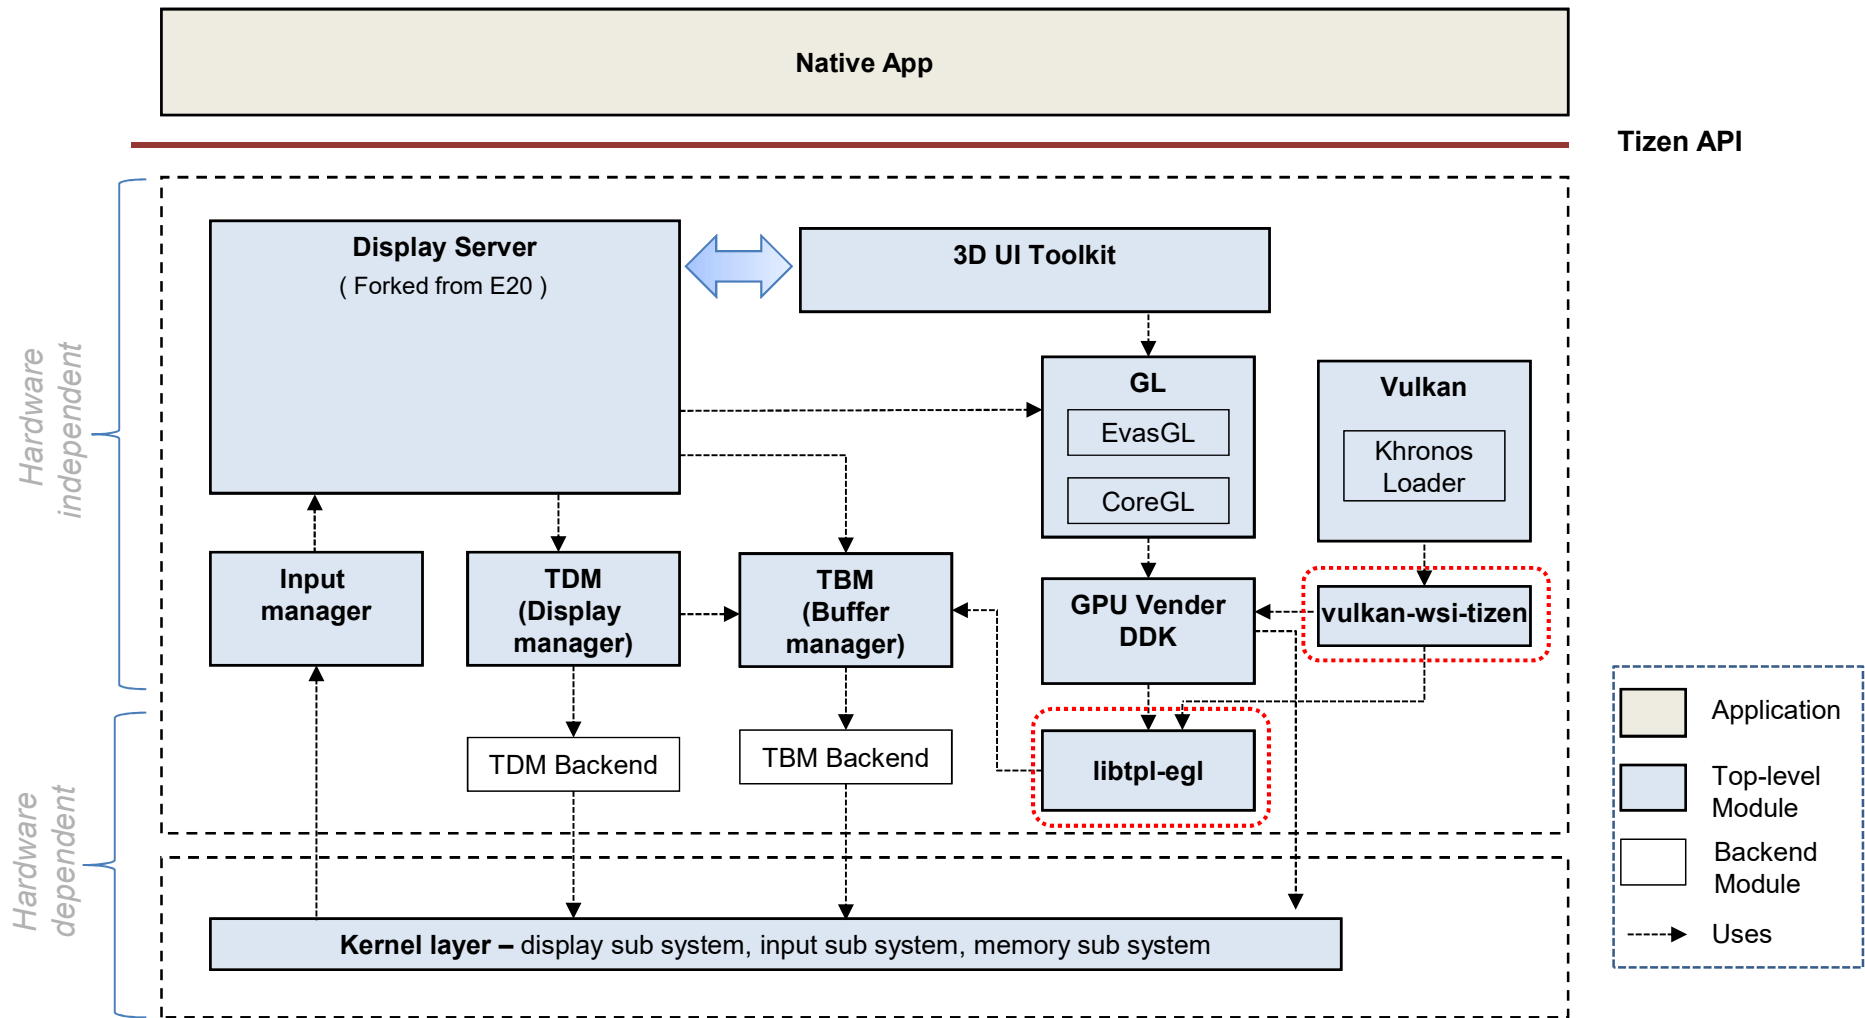 Native App
Tizen API
Display Server
( Forked from E20 )
3D UI Toolkit
Hardware
independent
GL
EvasGL
CoreGL
Vulkan
Khronos
Loader
Input
manager
TDM
(Display
manager)
TBM
(Buffer
manager)
GPU Vender
DDK
vulkan-wsi-tizen
Hardware
dependent
TDM Backend
TBM Backend
libtpl-egl
Kernel layer – display sub system, input sub system, memory sub system
Application
Top-level
Module
Backend
Module
Uses